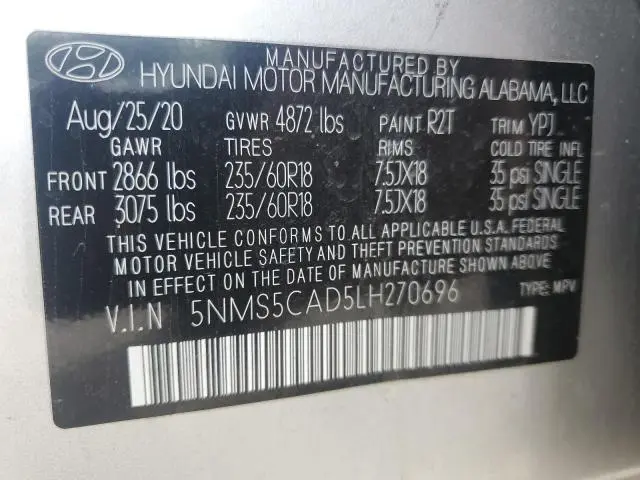 MANUFACTURED BY
HYUNDAI MOTOR MANUFACTURING ALABAMA, LLC
Aug/25/20 GVWR 4872 lbs PAINT R2T TRIM YPJ
GAWR TIRES RIMS COLD TIRE INFL
FRONT 2866 lbs 235/60R18 7.5JX18 35 psi SINGLE
REAR 3075 lbs 235/60R18 7.5JX18 35 psi SINGLE
THIS VEHICLE CONFORMS TO ALL APPLICABLE U.S.A. FEDERAL
MOTOR VEHICLE SAFETY AND THEFT PREVENTION STANDARDS
IN EFFECT ON THE DATE OF MANUFACTURE SHOWN ABOVE.
V.I.N 5NMS5CAD5LH270696 TYPE: MPV